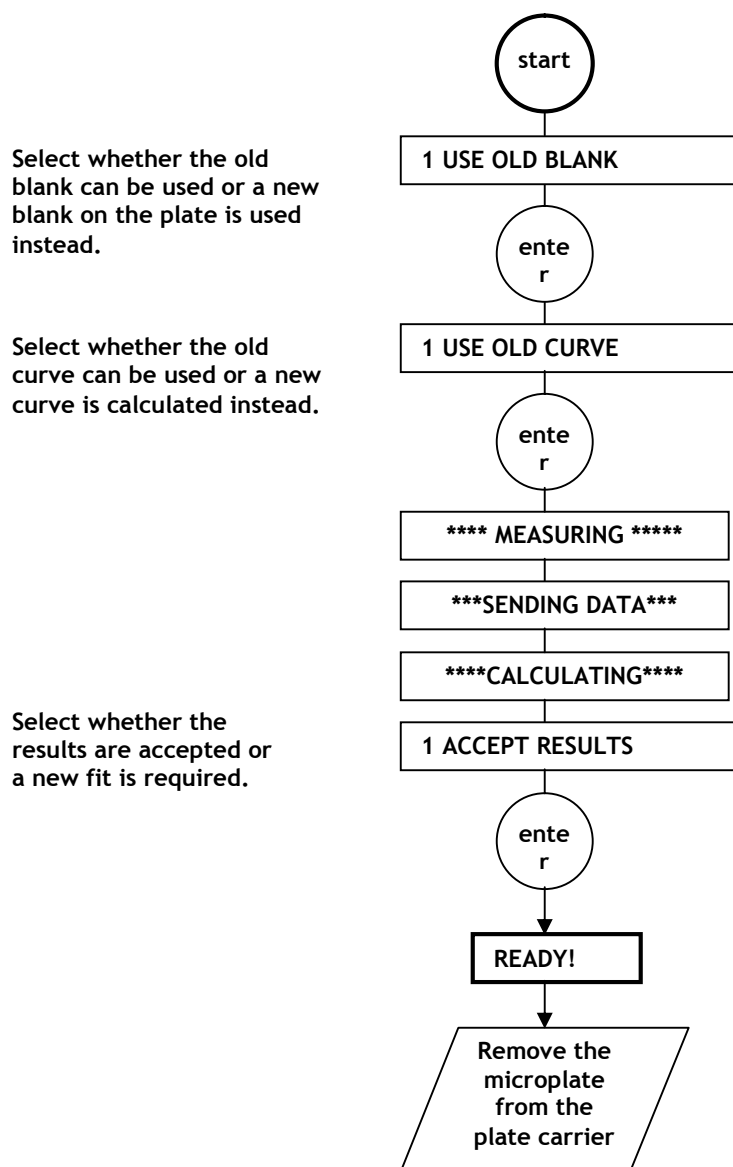 start
Select whether the old
blank can be used or a new
blank on the plate is used
instead.
1 USE OLD BLANK
ente
r
Select whether the old
curve can be used or a new
curve is calculated instead.
1 USE OLD CURVE
ente
r
**** MEASURING *****
***SENDING DATA***
****CALCULATING****
Select whether the
results are accepted or
a new fit is required.
1 ACCEPT RESULTS
ente
r
READY!
Remove the
microplate
from the
plate carrier